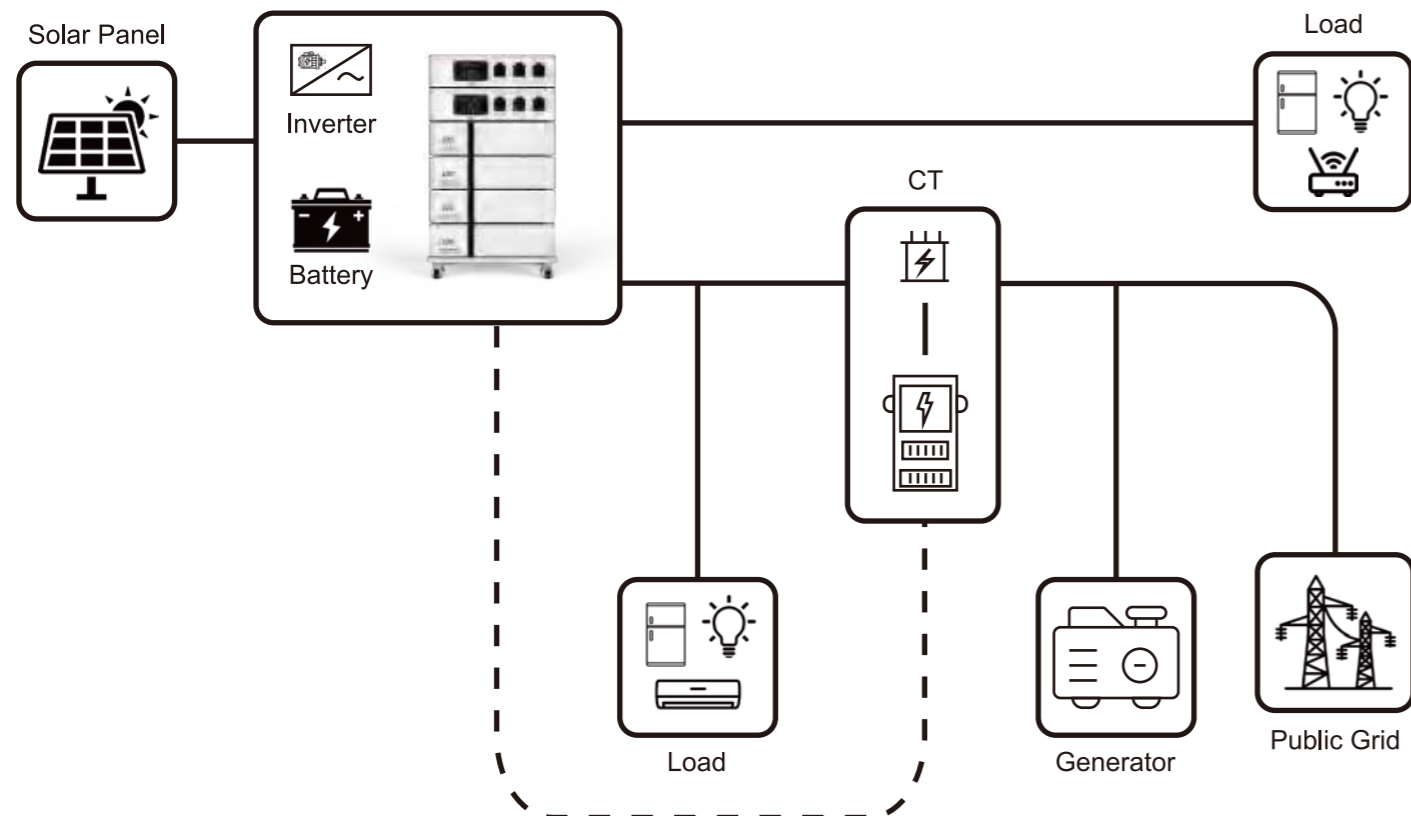 Solar Panel
Load
Inverter
CT
Battery
Load
Generator
Public Grid